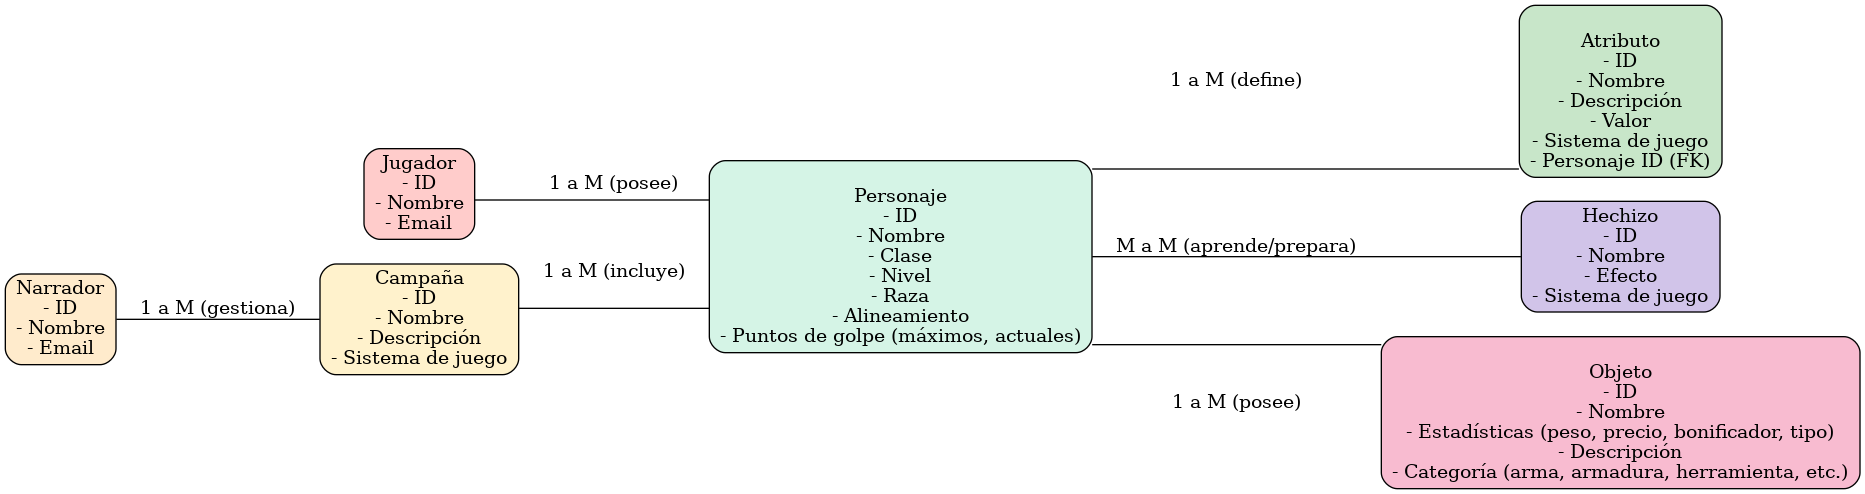 Narrador
- ID
- Nombre
- Email
1 a M (gestiona)
Jugador
- ID
- Nombre
- Email
1 a M (posee)
Campaña
- ID
- Nombre
- Descripción
- Sistema de juego
1 a M (incluye)
Personaje
- ID
- Nombre
- Clase
- Nivel
- Raza
- Alineamiento
- Puntos de golpe (máximos, actuales)
1 a M (define)
Atributo
- ID
- Nombre
- Descripción
- Valor
- Sistema de juego
- Personaje ID (FK)
M a M (aprende/prepara)
Hechizo
- ID
- Nombre
- Efecto
- Sistema de juego
1 a M (posee)
Objeto
- ID
- Nombre
- Estadísticas (peso, precio, bonificador, tipo)
- Descripción
- Categoría (arma, armadura, herramienta, etc.)